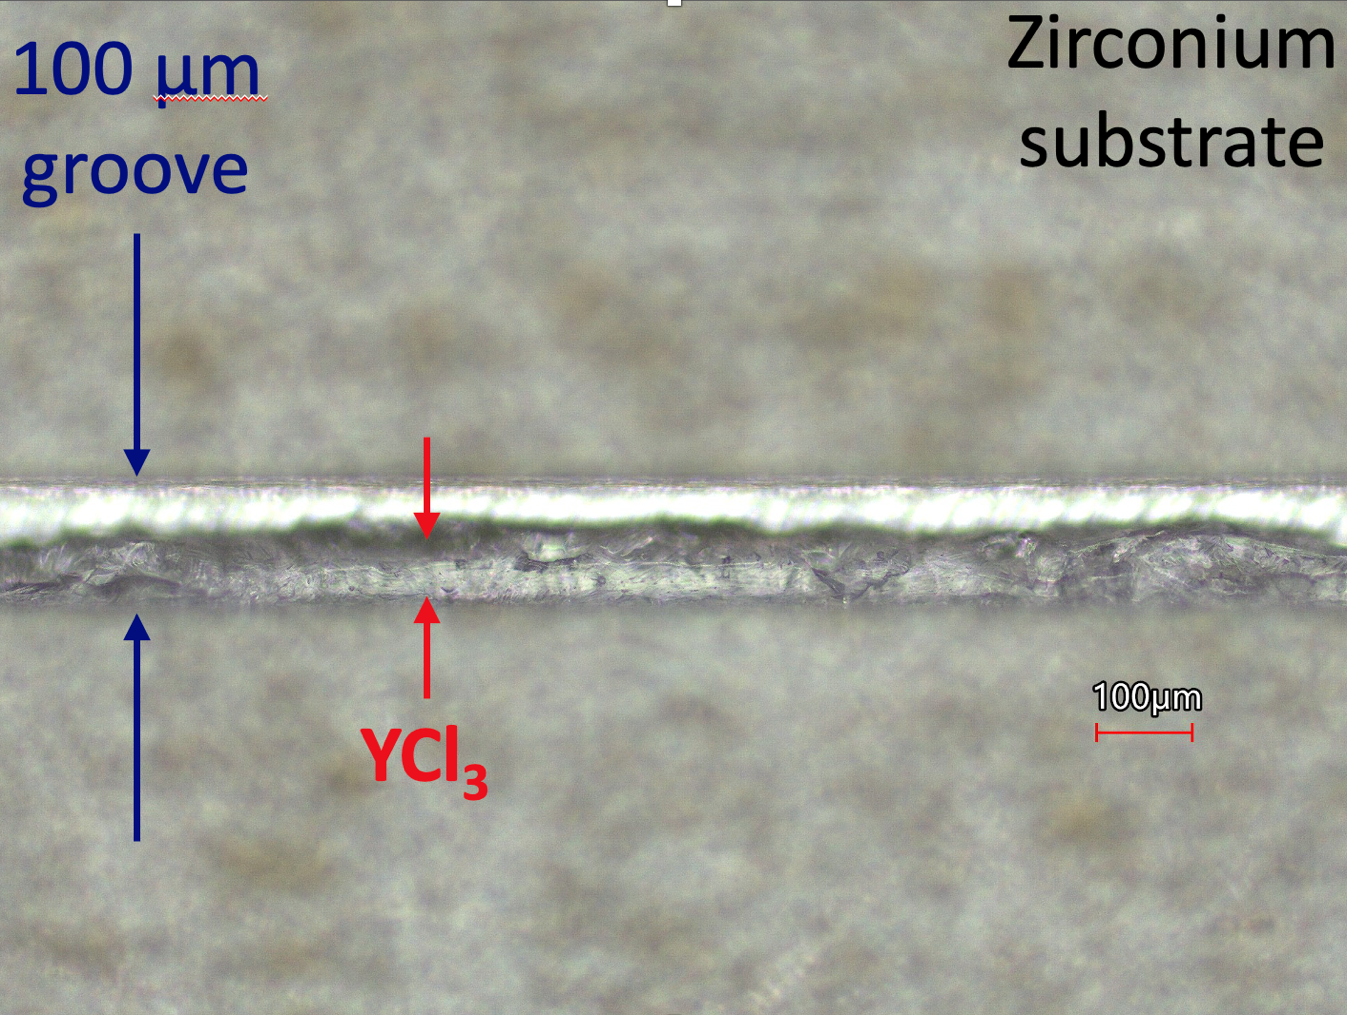 100 µm
groove
Zirconium
substrate
YCl₃
100µm